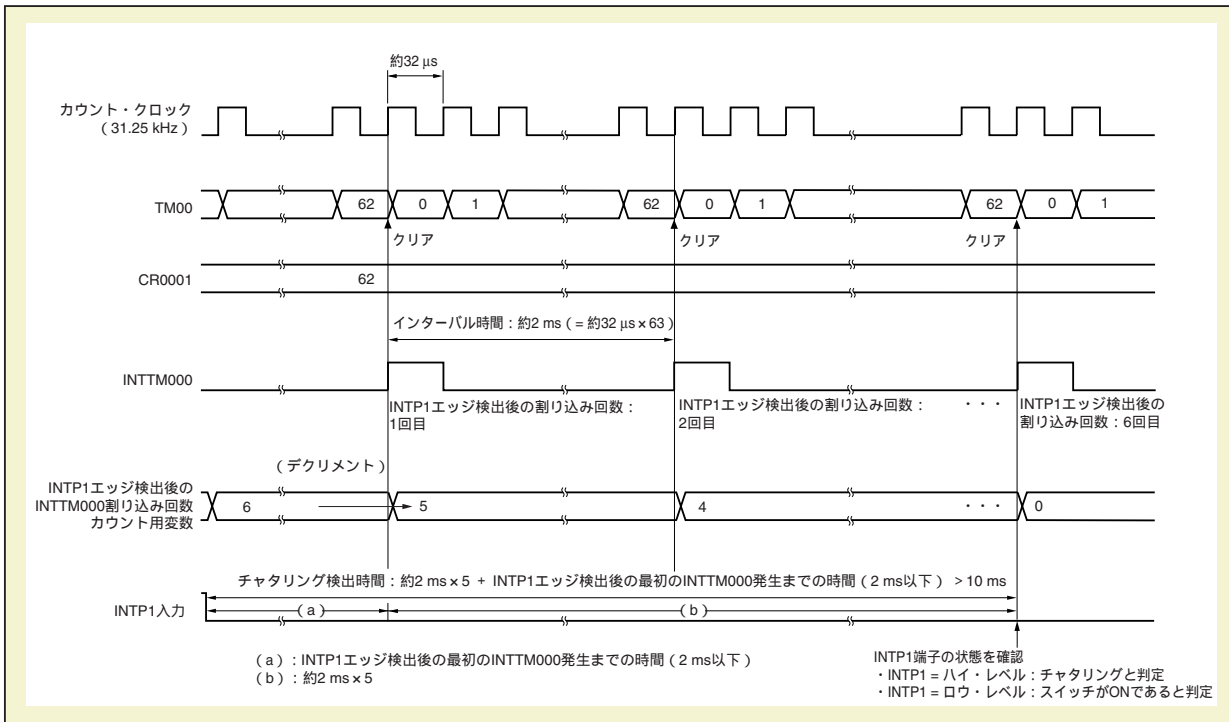 約32 μs
カウント・クロック
（31.25 kHz）
TM00
62
0
1
62
0
1
62
0
1
クリア
クリア
クリア
CR0001
62
インターバル時間：約2 ms（= 約32 μs×63）
INTTM000
INTP1エッジ検出後の割り込み回数：
1回目
INTP1エッジ検出後の割り込み回数：
2回目
・・・
INTP1エッジ検出後の
割り込み回数：6回目
（デクリメント）
INTP1エッジ検出後の
INTTM000割り込み回数
カウント用変数
6
5
4
・・・
0
チャタリング検出時間：約2 ms×5 + INTP1エッジ検出後の最初のINTTM000発生までの時間（2 ms以下）＞10 ms
INTP1入力
（a）
（b）
（a）：INTP1エッジ検出後の最初のINTTM000発生までの時間（2 ms以下）
（b）：約2 ms×5
INTP1端子の状態を確認
・INTP1 = ハイ・レベル：チャタリングと判定
・INTP1 = ロウ・レベル：スイッチがONであると判定